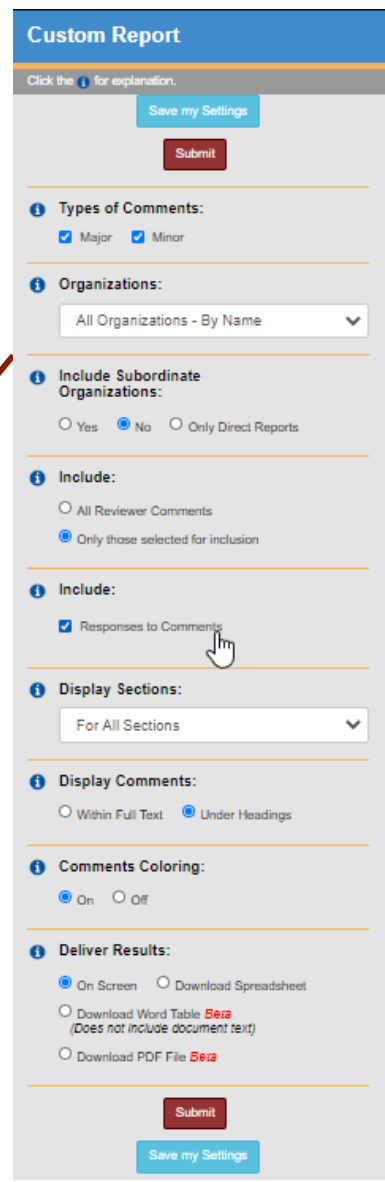 Custom Report
Click the i for explanation.
Save my Settings
Submit
i Types of Comments:
Major Minor
i Organizations:
All Organizations - By Name
i Include Subordinate
Organizations:
Yes No Only Direct Reports
i Include:
All Reviewer Comments
Only those selected for inclusion
i Include:
Responses to Comments
i Display Sections:
For All Sections
i Display Comments:
Within Full Text Under Headings
i Comments Coloring:
On Off
i Deliver Results:
On Screen Download Spreadsheet
Download Word Table Beta
(Does not include document text)
Download PDF File Beta
Submit
Save my Settings